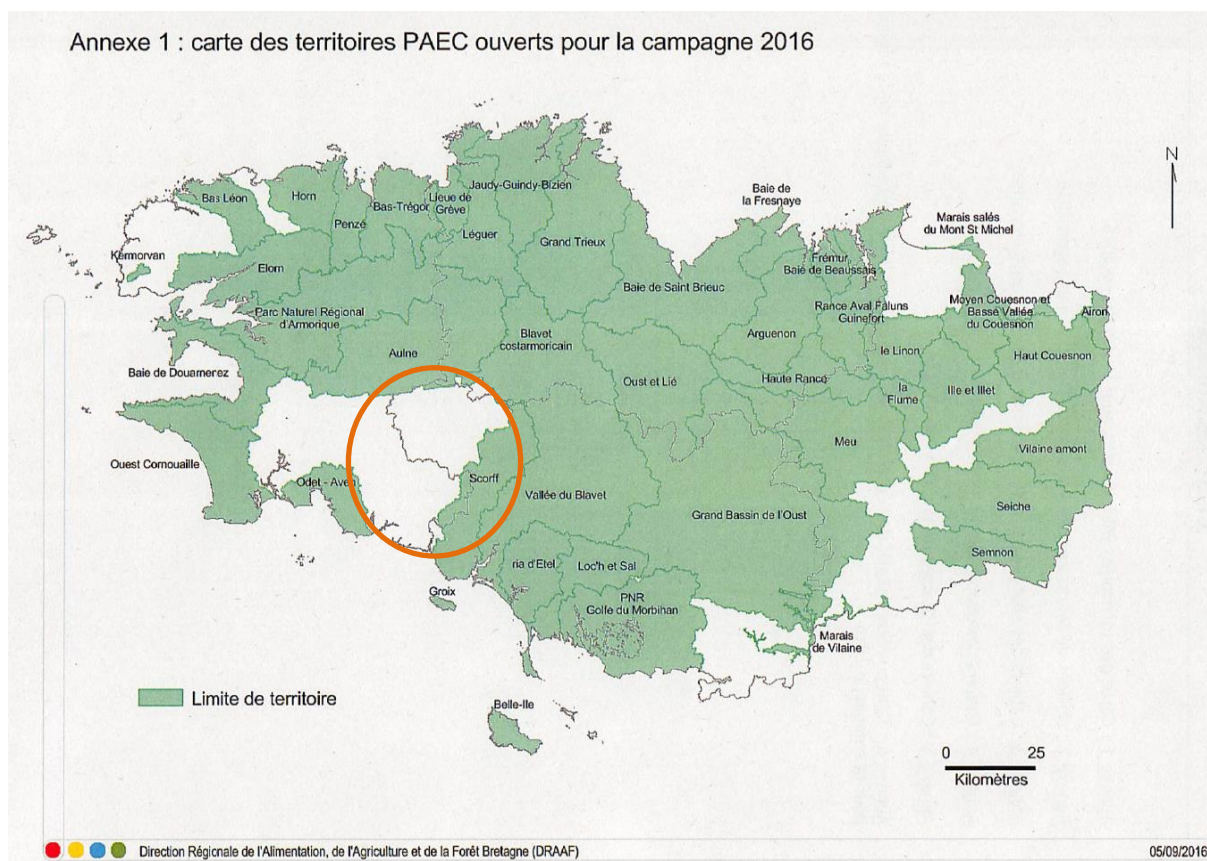 Annexe 1 : carte des territoires PAEC ouverts pour la campagne 2016
N
Bas Léon
Horn
Penzé
Bas-Trégor
Lieue de
Grève
Jaudy-Guindy-Bizien
Léguer
Grand Trieux
Baie de
la Fresnaye
Marais salés
du Mont St Michel
Kermorvan
Elorn
Parc Naturel Régional
d'Armorique
Baie de Saint Brieuc
Frémur
Baie de Beaussais
Rance Aval Faluns
Guinefort
Moyen Couesnon et
Basse Vallée
du Couesnon
Airon
Aulne
Blavet
costarmoricain
Arguenon
le Linon
Haut Couesnon
Baie de Douarnerez
Oust et Lié
Haute Rance
la
Flume
Ille et Illet
Ouest Cornouaille
Meu
Vilaine amont
Odet - Aven
Scorff
Vallée du Blavet
Grand Bassin de l'Oust
Seiche
Semnon
ria d'Etel
Loc'h et Sal
Groix
PNR
Golfe du Morbihan
Marais
de Vilaine
Limite de territoire
Belle-Ile
0 25
Kilomètres
Direction Régionale de l'Alimentation, de l'Agriculture et de la Forêt Bretagne (DRAAF)
05/09/2016